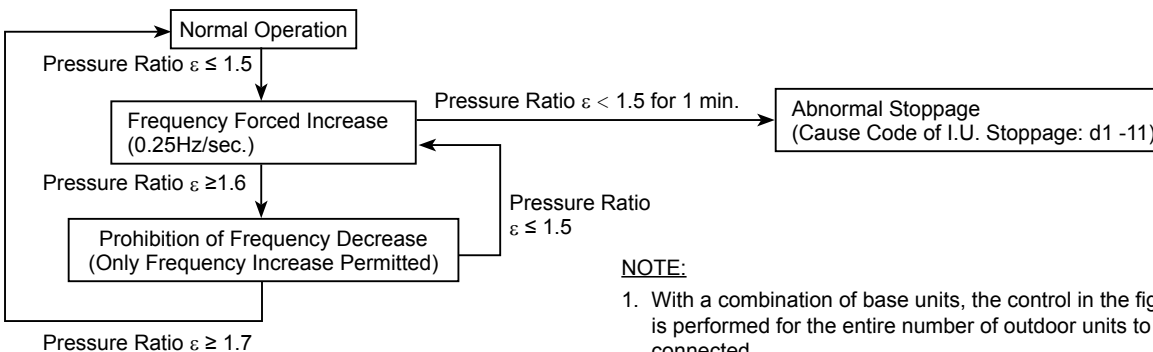 Normal Operation
Pressure Ratio ε ≤ 1.5
Frequency Forced Increase
(0.25Hz/sec.)
Pressure Ratio ε < 1.5 for 1 min.
Abnormal Stoppage
(Cause Code of I.U. Stoppage: d1 -11)
Pressure Ratio ε ≥1.6
Pressure Ratio
ε ≤ 1.5
Prohibition of Frequency Decrease
(Only Frequency Increase Permitted)
Pressure Ratio ε ≥ 1.7
NOTE:
1. With a combination of base units, the control in the
is performed for the entire number of outdoor units to
connected